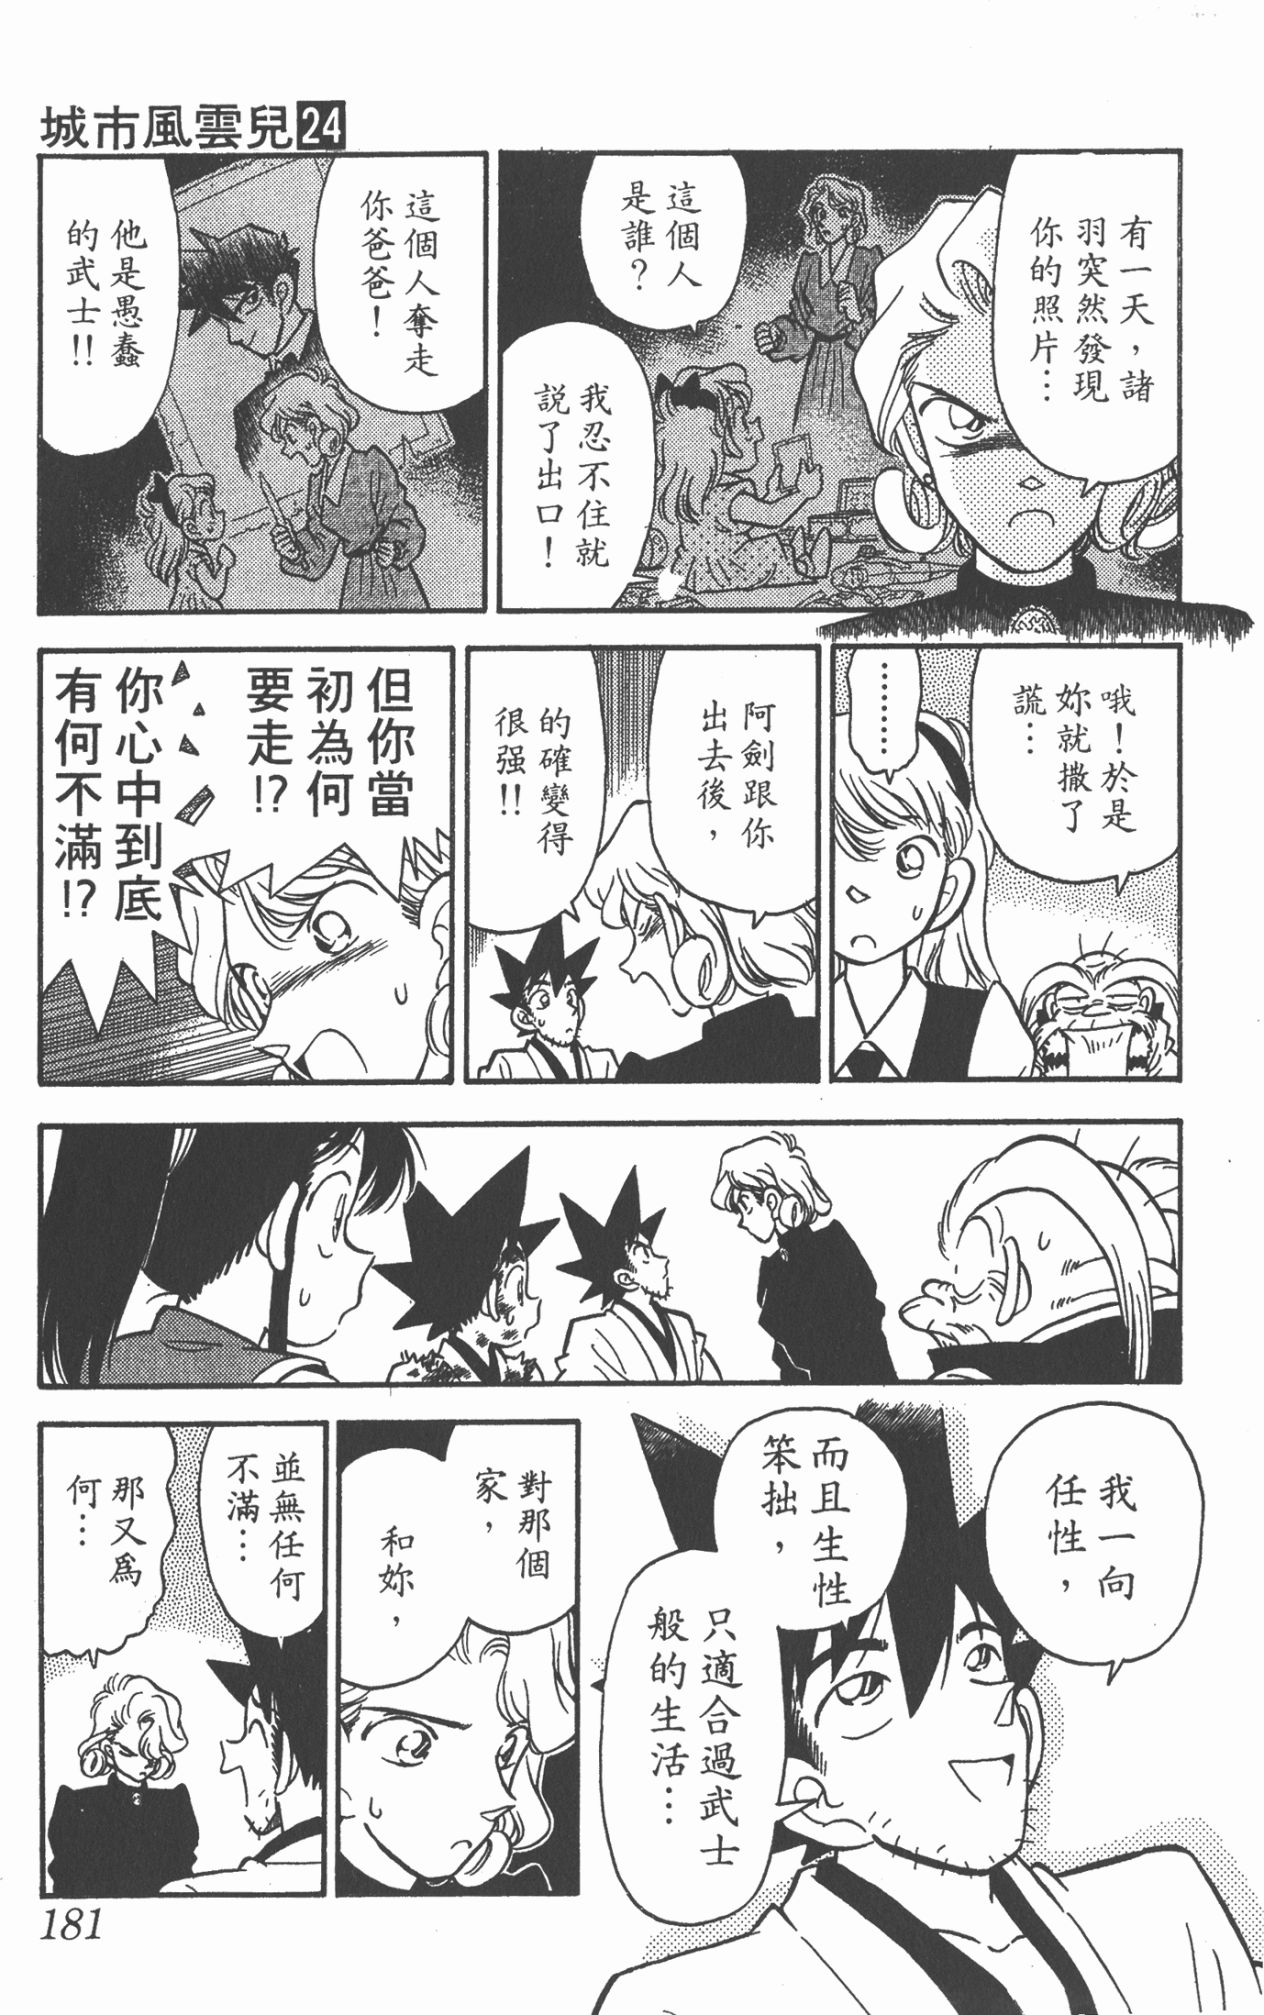 城市風雲兒24
有一天，諸
羽突然發現
你的照片…
這個人
是誰？
我忍不住就
説了出口！
這個人奪走
你爸爸！
他是愚蠢
的武士!!
哦！於是
妳就撒了
謊…
………
阿劍跟你
出去後，
的確變得
很强!!
但你當
初為何
要走!?
你心中到底
有何不滿!?
我一向
任性，
而且生性
笨拙，
只適合過武士
般的生活…
對那個
家，
和妳，
並無任何
不滿…
那又爲
何…
181